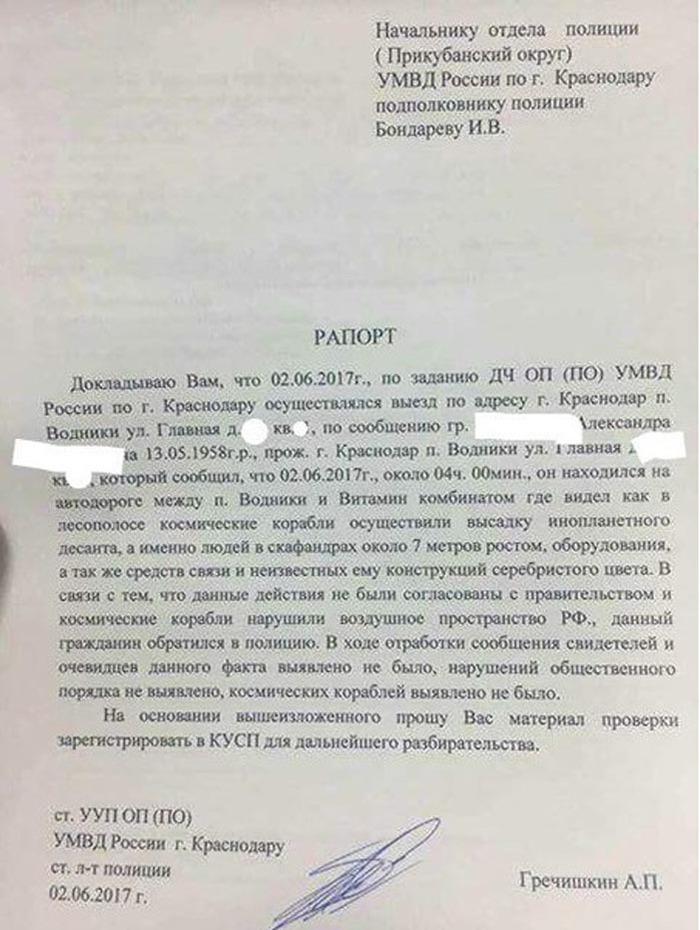 Начальнику отдела полиции
( Прикубанский округ)
УМВД России по г. Краснодару
подполковнику полиции
Бондареву И.В.
РАПОРТ
Докладываю Вам, что 02.06.2017г., по заданию ДЧ ОП (ПО) УМВД
России по г. Краснодару осуществлялся выезд по адресу г. Краснодар п.
Водники ул. Главная д. кв. , по сообщению гр. Александра
на 13.05.1958г.р., прож. г. Краснодар п. Водники ул. Главная
который сообщил, что 02.06.2017г., около 04ч. 00мин., он находился на
автодороге между п. Водники и Витамин комбинатом где видел как в
лесополосе космические корабли осуществили высадку инопланетного
десанта, а именно людей в скафандрах около 7 метров ростом, оборудования,
а так же средств связи и неизвестных ему конструкций серебристого цвета. В
связи с тем, что данные действия не были согласованы с правительством и
космические корабли нарушили воздушное пространство РФ., данный
гражданин обратился в полицию. В ходе отработки сообщения свидетелей и
очевидцев данного факта выявлено не было, нарушений общественного
порядка не выявлено, космических кораблей выявлено не было.
На основании вышеизложенного прошу Вас материал проверки
зарегистрировать в КУСП для дальнейшего разбирательства.
ст. УУП ОП (ПО)
УМВД России г. Краснодару
ст. л-т полиции
02.06.2017 г.
Гречишкин А.П.